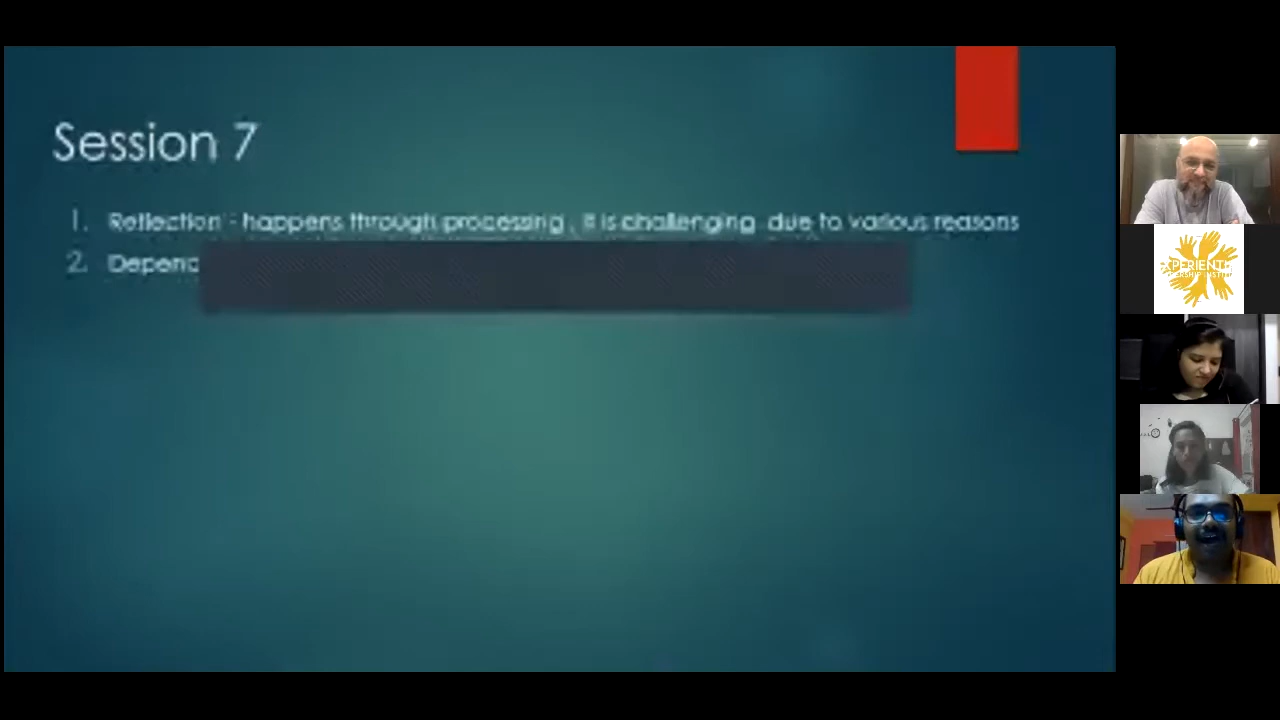 Session 7
1. Reflection - happens through processing , it is challenging due to various reasons
2. Depend